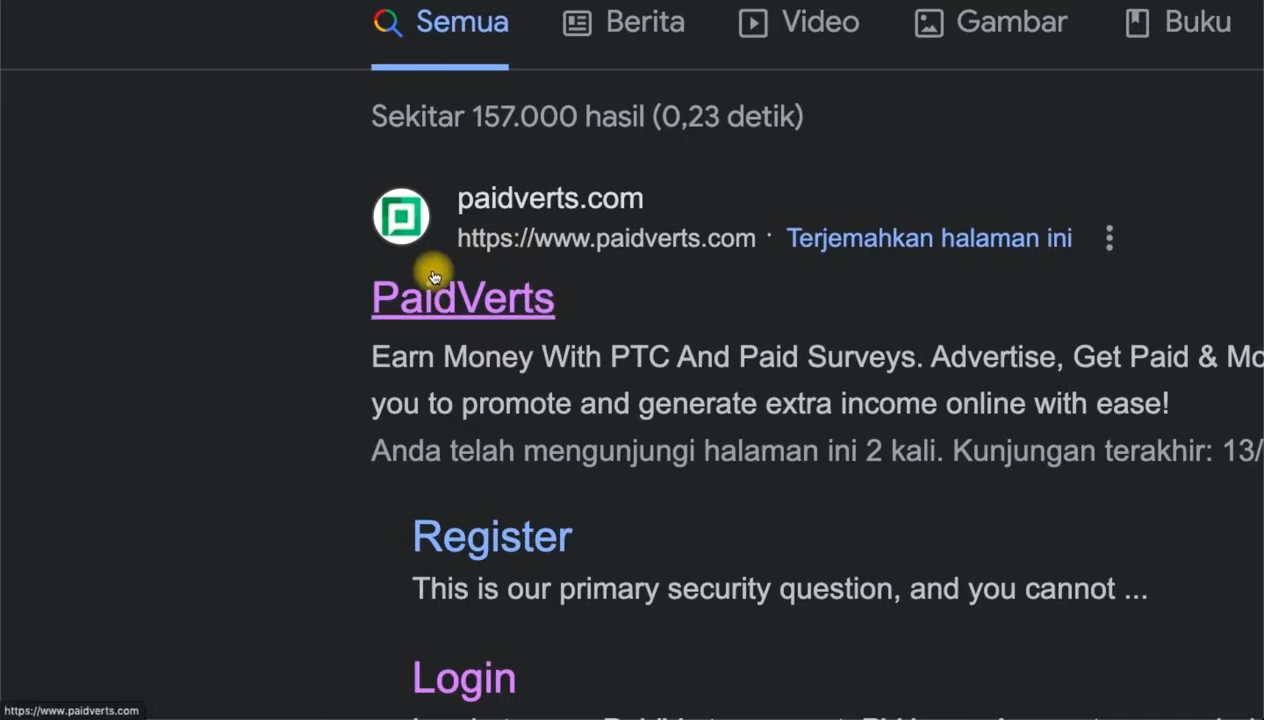 Semua Berita Video Gambar Buku
Sekitar 157.000 hasil (0,23 detik)
paidverts.com
https://www.paidverts.com · Terjemahkan halaman ini
PaidVerts
Earn Money With PTC And Paid Surveys. Advertise, Get Paid & Mo
you to promote and generate extra income online with ease!
Anda telah mengunjungi halaman ini 2 kali. Kunjungan terakhir: 13/
Register
This is our primary security question, and you cannot ...
Login
https://www.paidverts.com